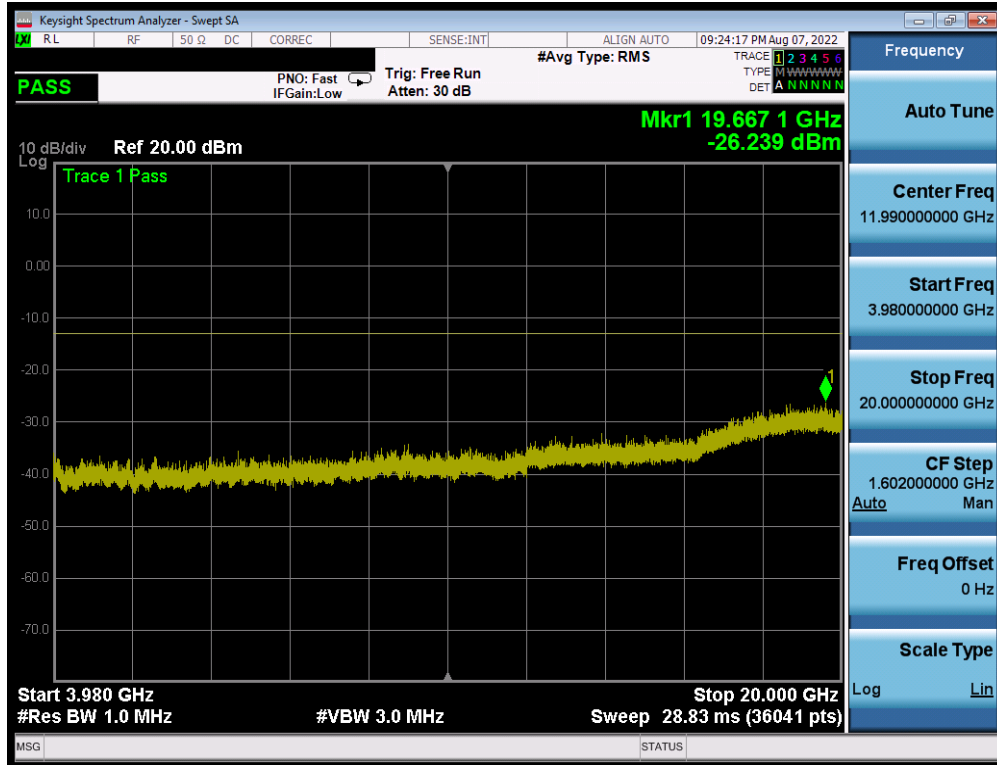 Keysight Spectrum Analyzer - Swept SA
LXI RL RF 50 Ω DC CORREC SENSE:INT ALIGN AUTO 09:24:17 PM Aug 07, 2022
Frequency
#Avg Type: RMS TRACE 1 2 3 4 5 6
PNO: Fast Trig: Free Run TYPE M WWWWW
PASS IFGain:Low Atten: 30 dB DET A N N N N N
Auto Tune
Mkr1 19.667 1 GHz
-26.239 dBm
10 dB/div Ref 20.00 dBm
Log
Trace 1 Pass
Center Freq
11.990000000 GHz
10.0
0.00
Start Freq
3.980000000 GHz
-10.0
-20.0
1
Stop Freq
20.000000000 GHz
-30.0
-40.0
CF Step
1.602000000 GHz
Auto Man
-50.0
Freq Offset
0 Hz
-60.0
-70.0
Scale Type
Log Lin
Start 3.980 GHz Stop 20.000 GHz
#Res BW 1.0 MHz #VBW 3.0 MHz Sweep 28.83 ms (36041 pts)
MSG STATUS